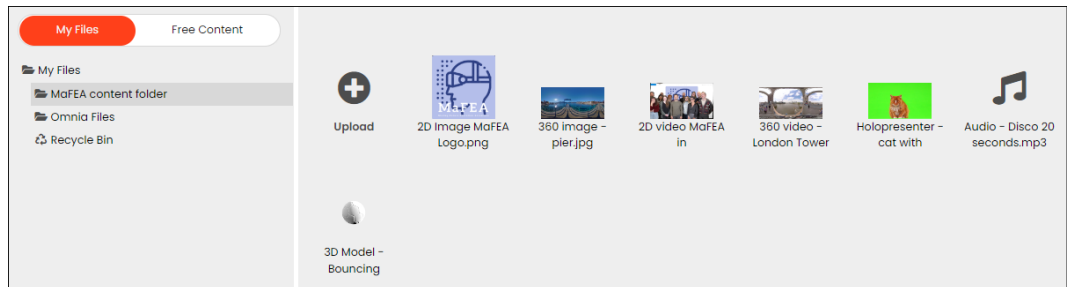 My Files
Free Content
My Files
MaFEA content folder
Omnia Files
Recycle Bin
MaFEA
Upload
2D Image MaFEA
Logo.png
360 image -
pier.jpg
2D video MaFEA
in
360 video -
London Tower
Holopresenter -
cat with
Audio - Disco 20
seconds.mp3
3D Model -
Bouncing